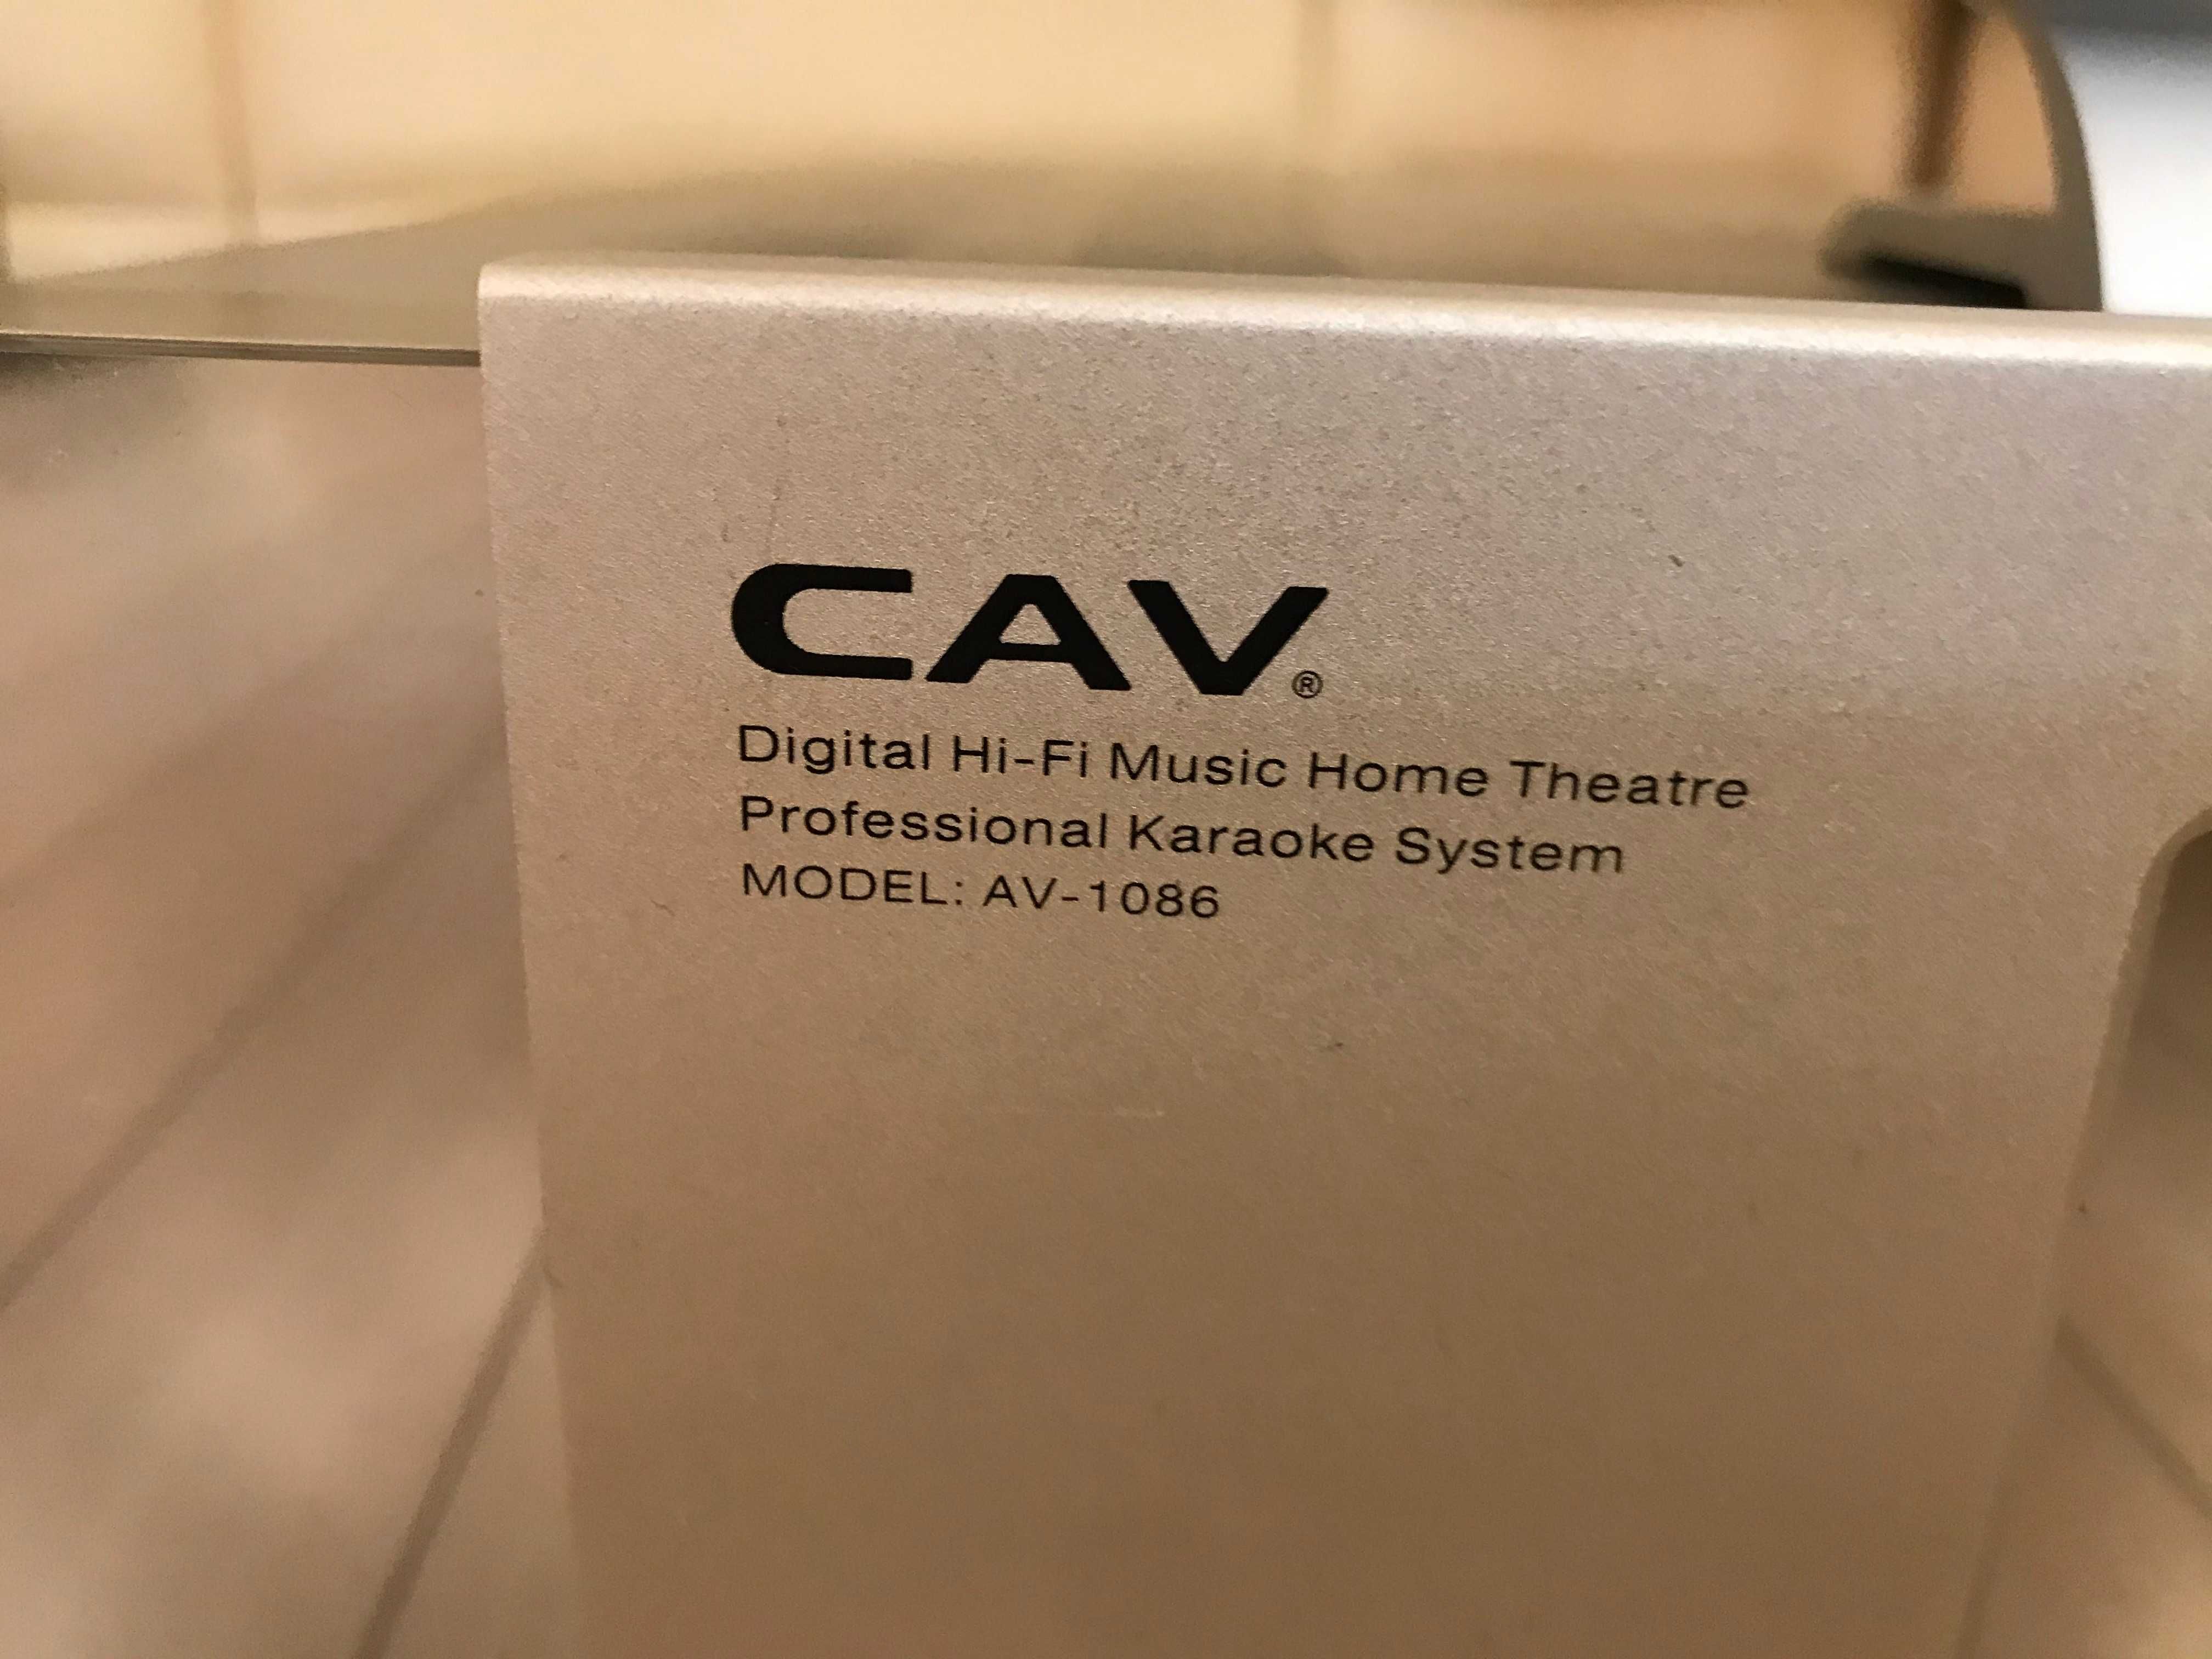 CAV®
Digital Hi-Fi Music Home Theatre
Professional Karaoke System
MODEL: AV-1086